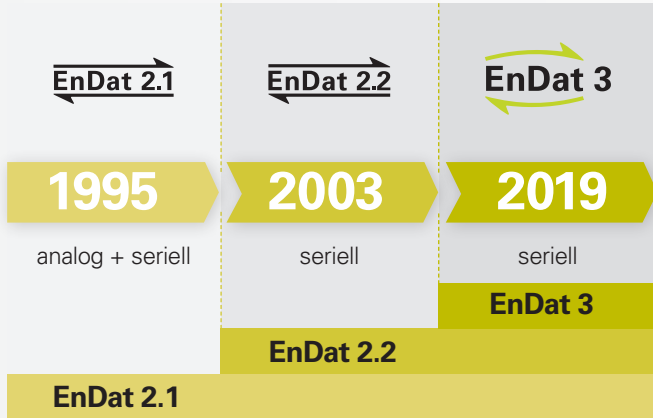 EnDat 2.1 EnDat 2.2 EnDat 3
1995 2003 2019
analog + seriell seriell seriell
EnDat 3
EnDat 2.2
EnDat 2.1